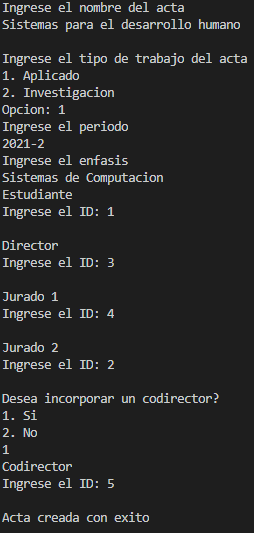 Ingrese el nombre del acta
Sistemas para el desarrollo humano
Ingrese el tipo de trabajo del acta
1. Aplicado
2. Investigacion
Opcion: 1
Ingrese el periodo
2021-2
Ingrese el enfasis
Sistemas de Computacion
Estudiante
Ingrese el ID: 1
Director
Ingrese el ID: 3
Jurado 1
Ingrese el ID: 4
Jurado 2
Ingrese el ID: 2
Desea incorporar un codirector?
1. Si
2. No
1
Codirector
Ingrese el ID: 5
Acta creada con exito